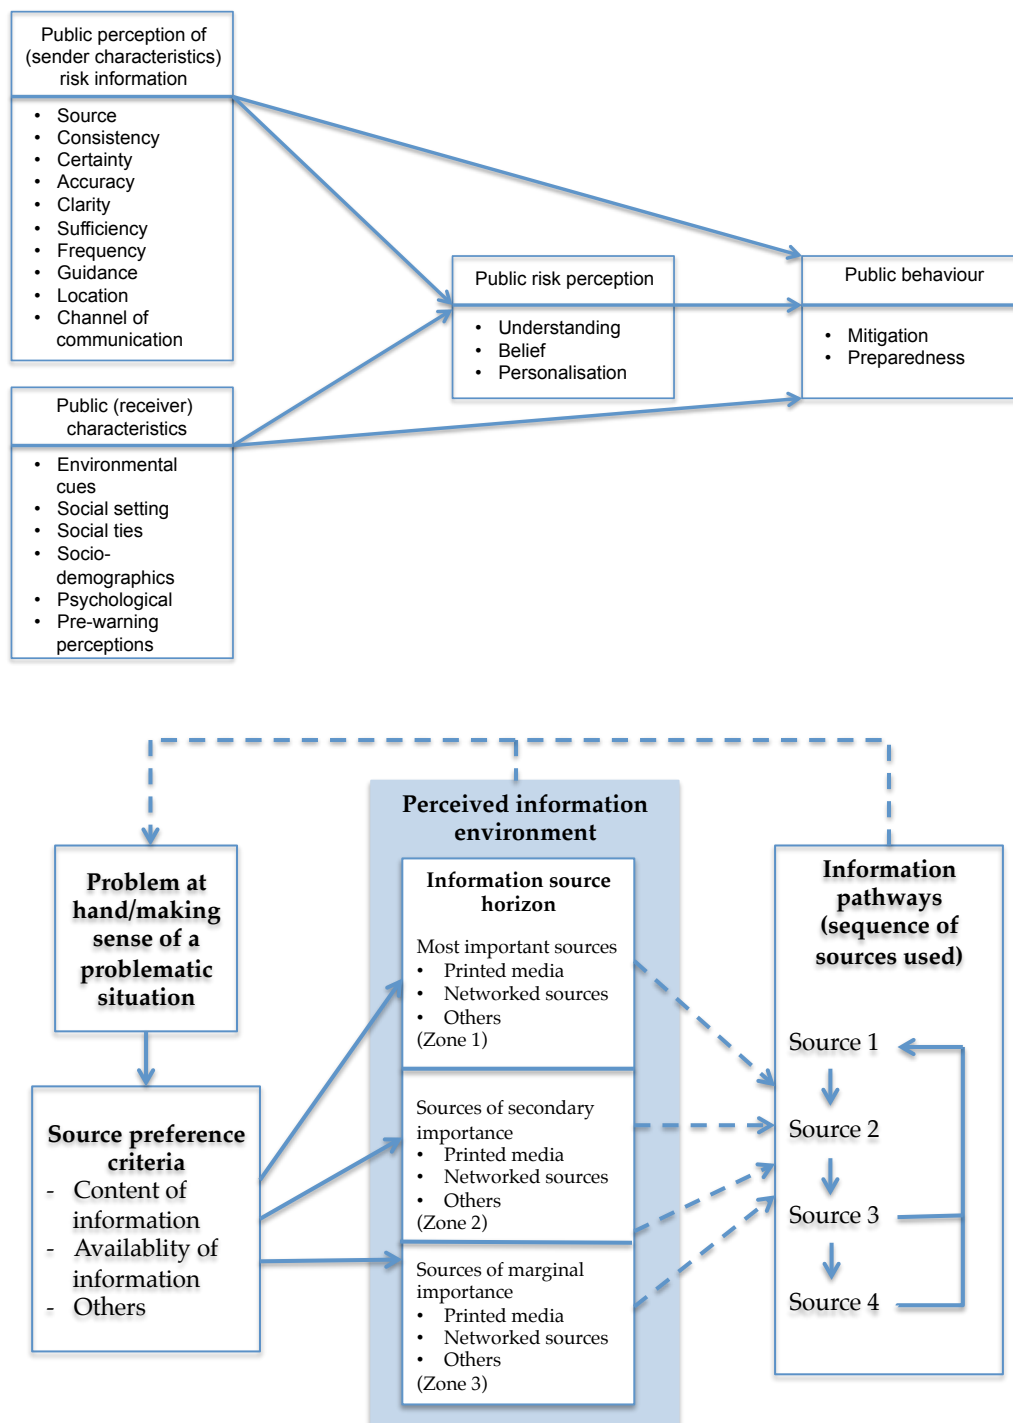 Public perception of
(sender characteristics)
risk information
• Source
• Consistency
• Certainty
• Accuracy
• Clarity
• Sufficiency
• Frequency
• Guidance
• Location
• Channel of
communication
Public risk perception
• Understanding
• Belief
• Personalisation
Public behaviour
• Mitigation
• Preparedness
Public (receiver)
characteristics
• Environmental
cues
• Social setting
• Social ties
• Socio-
demographics
• Psychological
• Pre-warning
perceptions
Problem at
hand/making
sense of a
problematic
situation
Source preference
criteria
- Content of
information
- Availablity of
information
- Others
Perceived information
environment
Information source
horizon
Most important sources
• Printed media
• Networked sources
• Others
(Zone 1)
Sources of secondary
importance
• Printed media
• Networked sources
• Others
(Zone 2)
Sources of marginal
importance
• Printed media
• Networked sources
• Others
(Zone 3)
Information
pathways
(sequence of
sources used)
Source 1
Source 2
Source 3
Source 4